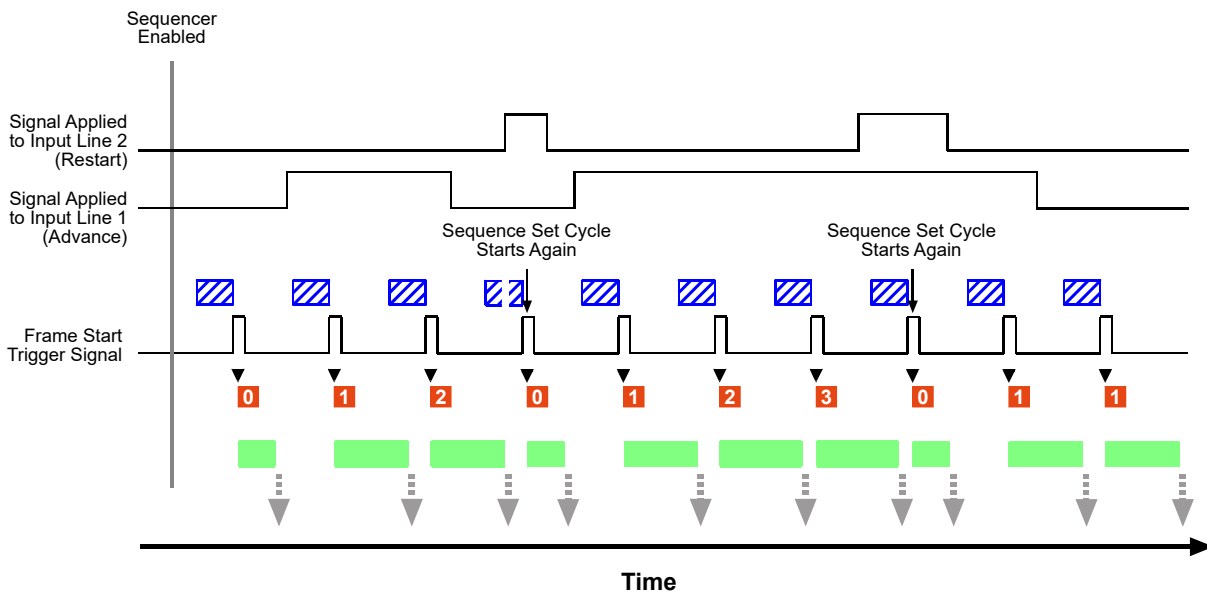 Sequencer
Enabled
Signal Applied
to Input Line 2
(Restart)
Signal Applied
to Input Line 1
(Advance)
Sequence Set Cycle
Starts Again
Sequence Set Cycle
Starts Again
Frame Start
Trigger Signal
0 1 2 0 1 2 3 0 1 1
Time